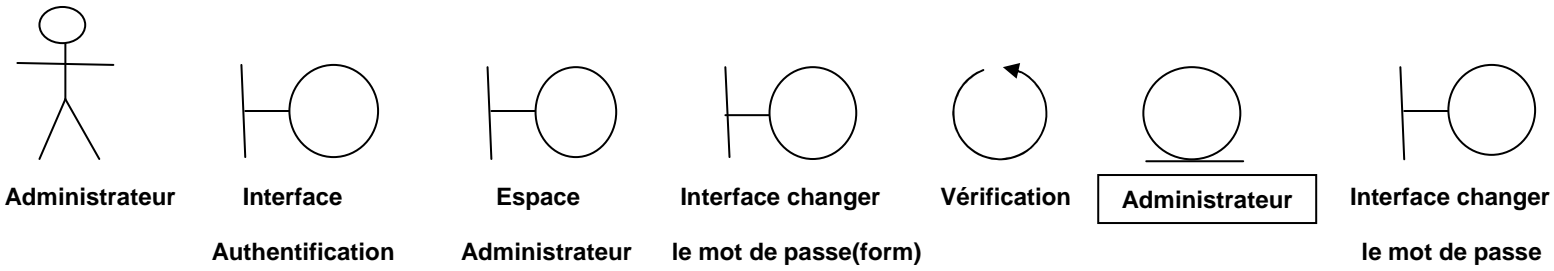 Administrateur
Interface
Authentification
Espace
Administrateur
Interface changer
le mot de passe(form)
Vérification
Administrateur
Interface changer
le mot de passe